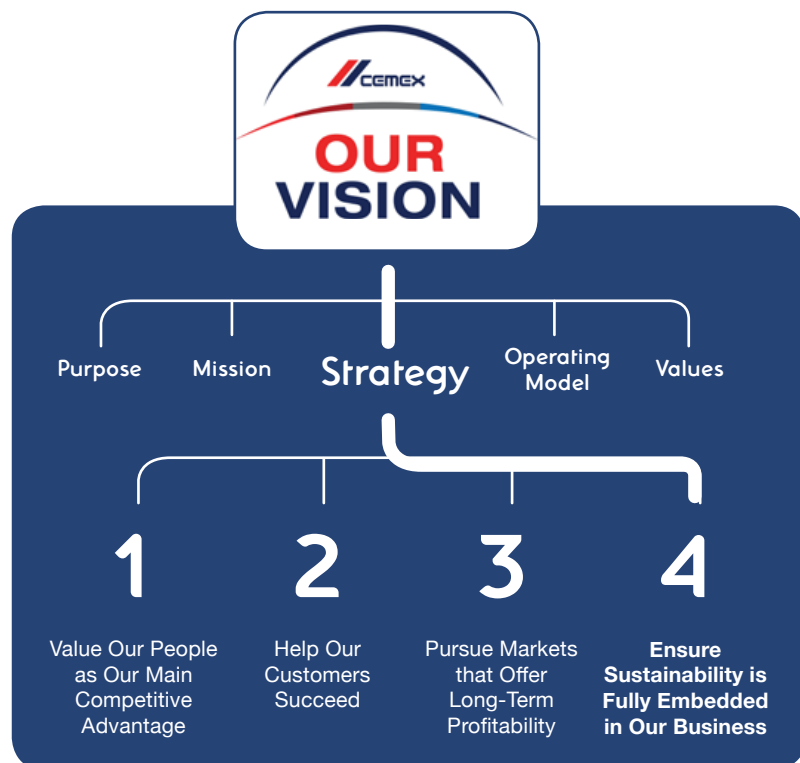 CEMEX
OUR
VISION
Purpose
Mission
Strategy
Operating
Model
Values
1
2
3
4
Value Our People
as Our Main
Competitive
Advantage
Help Our
Customers
Succeed
Pursue Markets
that Offer
Long-Term
Profitability
Ensure
Sustainability is
Fully Embedded
in Our Business